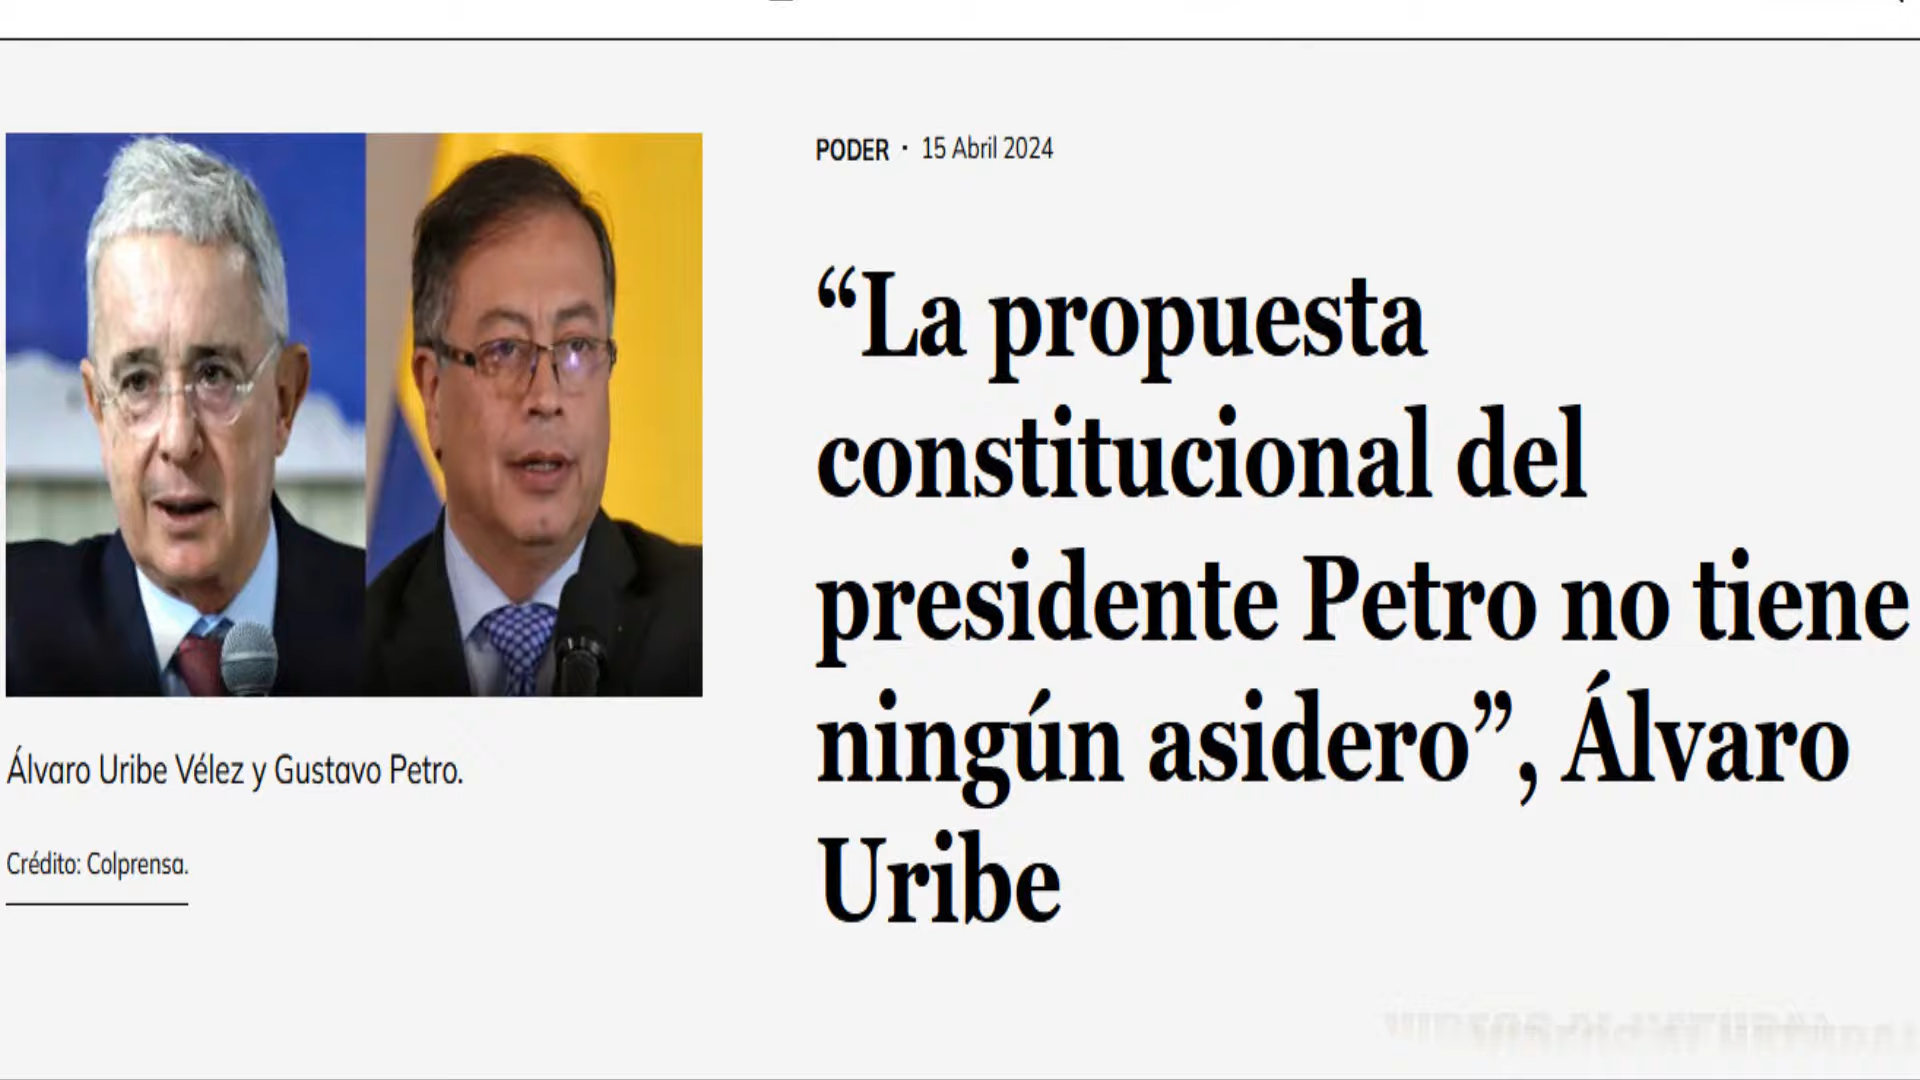 PODER · 15 Abril 2024
“La propuesta
constitucional del
presidente Petro no tiene
ningún asidero”, Álvaro
Uribe
Álvaro Uribe Vélez y Gustavo Petro.
Crédito: Colprensa.